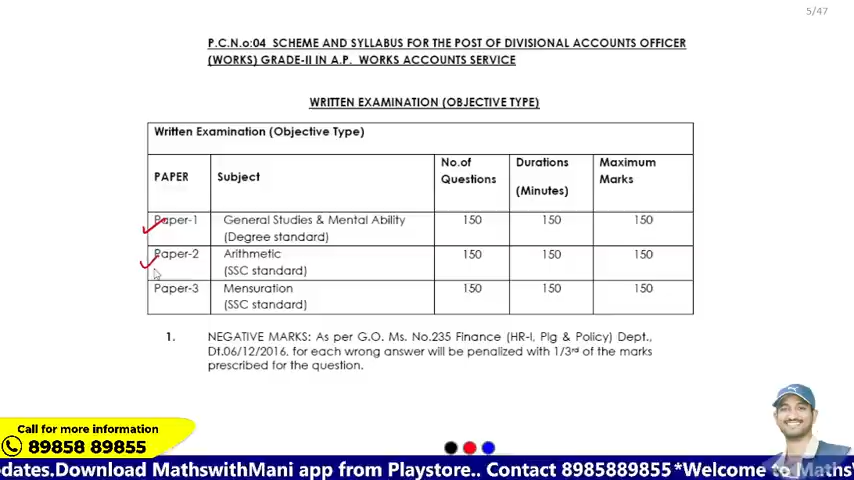 5/47
P.C.N.o:04 SCHEME AND SYLLABUS FOR THE POST OF DIVISIONAL ACCOUNTS OFFICER
(WORKS) GRADE-II IN A.P. WORKS ACCOUNTS SERVICE
WRITTEN EXAMINATION (OBJECTIVE TYPE)
Written Examination (Objective Type)
PAPER Subject No.of Questions Durations (Minutes) Maximum Marks
Paper-1 General Studies & Mental Ability (Degree standard) 150 150 150
Paper-2 Arithmetic (SSC standard) 150 150 150
Paper-3 Mensuration (SSC standard) 150 150 150
1. NEGATIVE MARKS: As per G.O. Ms. No.235 Finance (HR-I, Plg & Policy) Dept.,
Dt.06/12/2016, for each wrong answer will be penalized with 1/3rd of the marks
prescribed for the question.
Call for more information
89858 89855
dates.Download MathswithMani app from Playstore.. Contact 8985889855 *Welcome to Maths